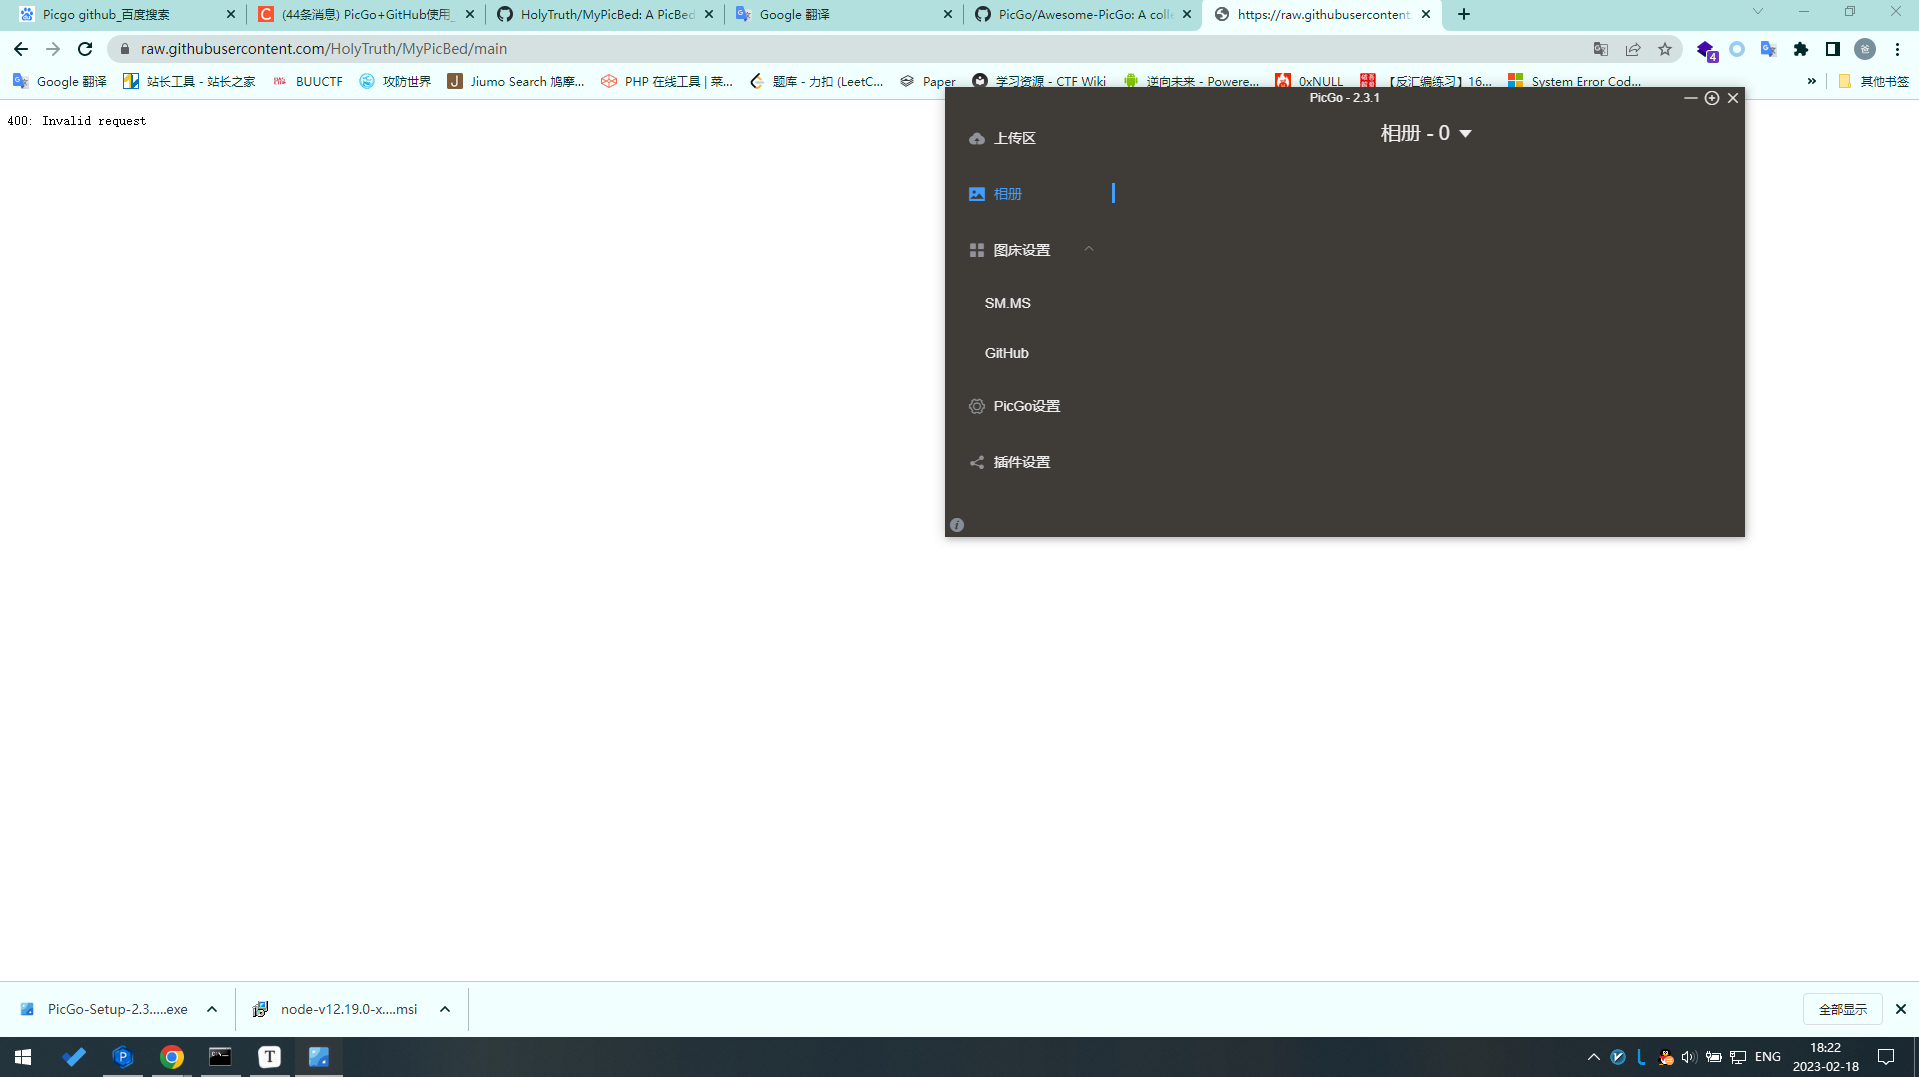 Picgo github_百度搜索
(44条消息) PicGo+GitHub使用_
HolyTruth/MyPicBed: A PicBed
Google 翻译
PicGo/Awesome-PicGo: A colle
https://raw.githubusercontent.
raw.githubusercontent.com/HolyTruth/MyPicBed/main
4
爸
Google 翻译
站长工具 - 站长之家
BUUCTF
攻防世界
Jiumo Search 鸠摩...
PHP 在线工具 | 菜...
题库 - 力扣 (LeetC...
Paper
学习资源 - CTF Wiki
逆向未来 - Powere...
0xNULL
【反汇编练习】16...
System Error Cod...
»
其他书签
400: Invalid request
PicGo - 2.3.1
相册 - 0
上传区
相册
图床设置
SM.MS
GitHub
PicGo设置
插件设置
PicGo-Setup-2.3.....exe
node-v12.19.0-x....msi
全部显示
ENG
18:22
2023-02-18